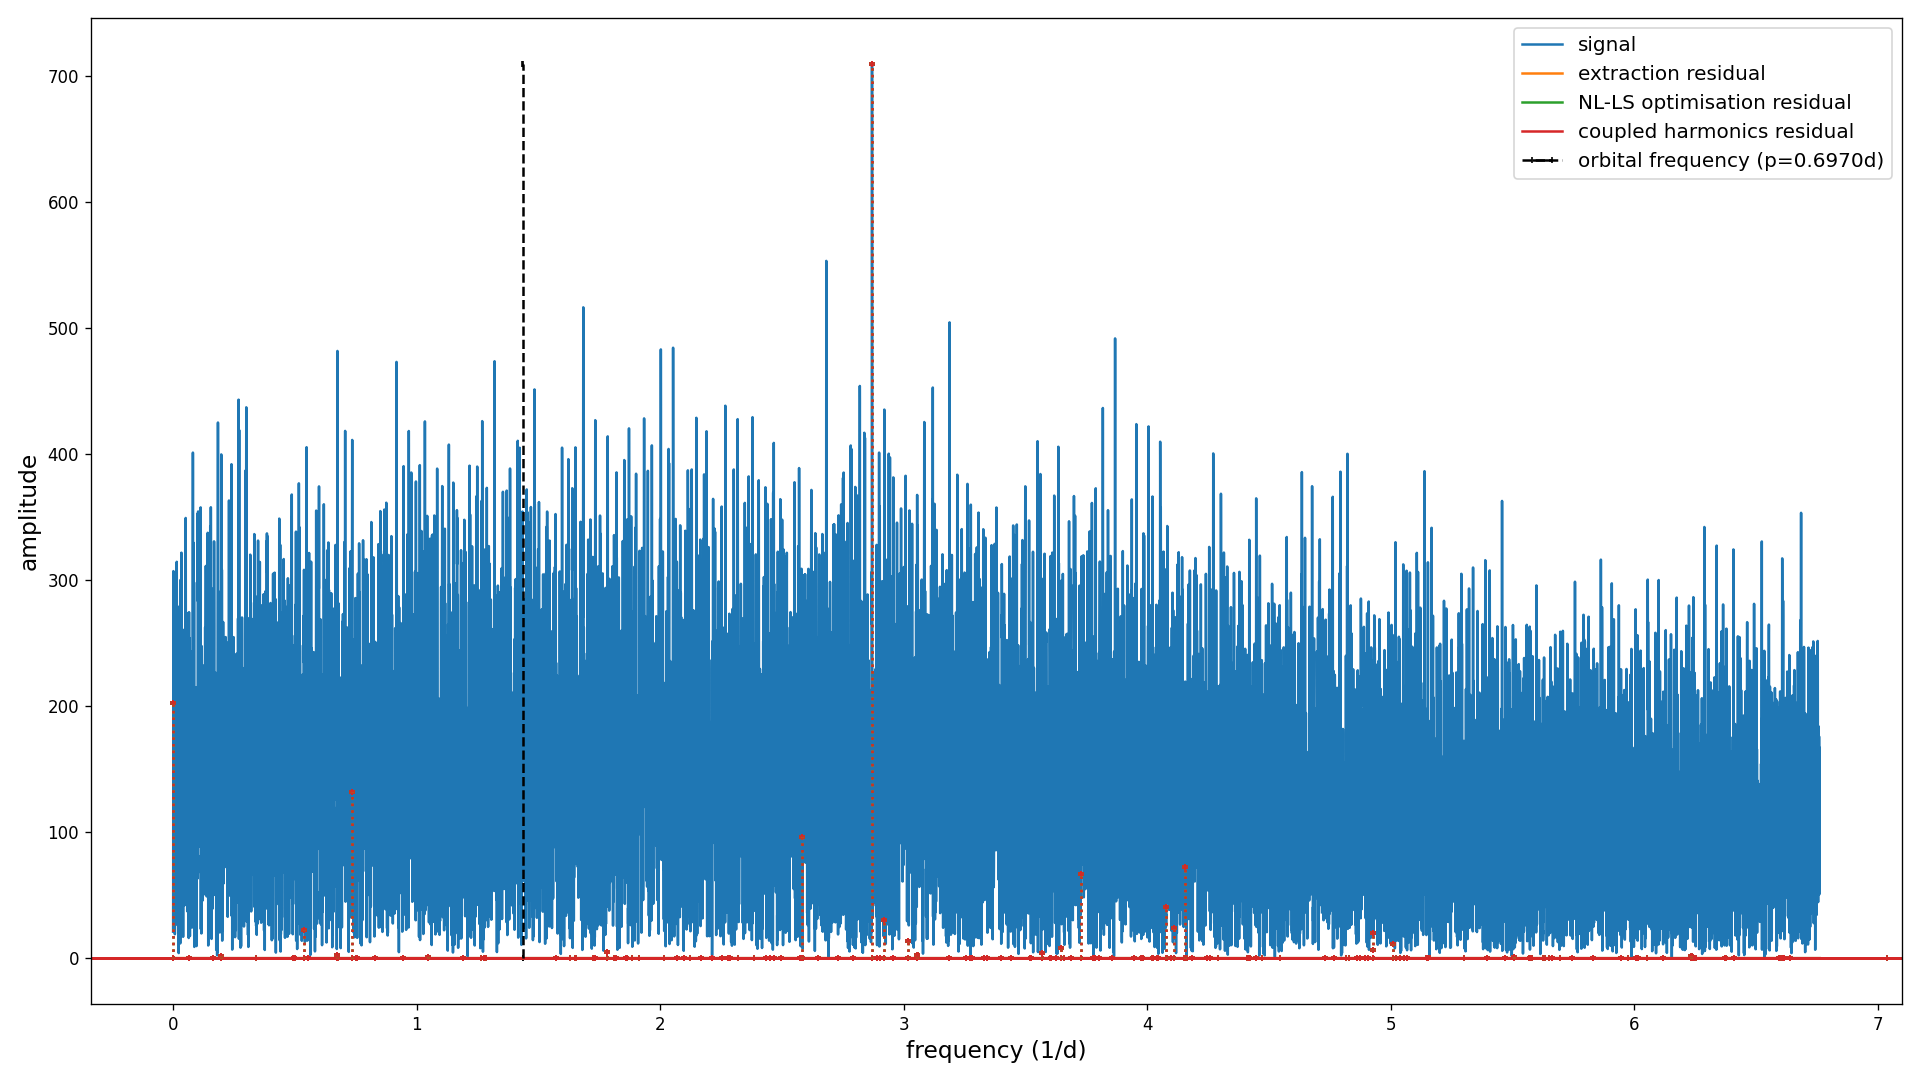 signal
extraction residual
NL-LS optimisation residual
coupled harmonics residual
orbital frequency (p=0.6970d)
amplitude
700
600
500
400
300
200
100
0
0 1 2 3 4 5 6 7
frequency (1/d)